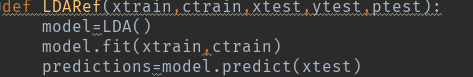 def LDARef(xtrain,ctrain,xtest,ytest,ptest):
    model=LDA()
    model.fit(xtrain,ctrain)
    predictions=model.predict(xtest)